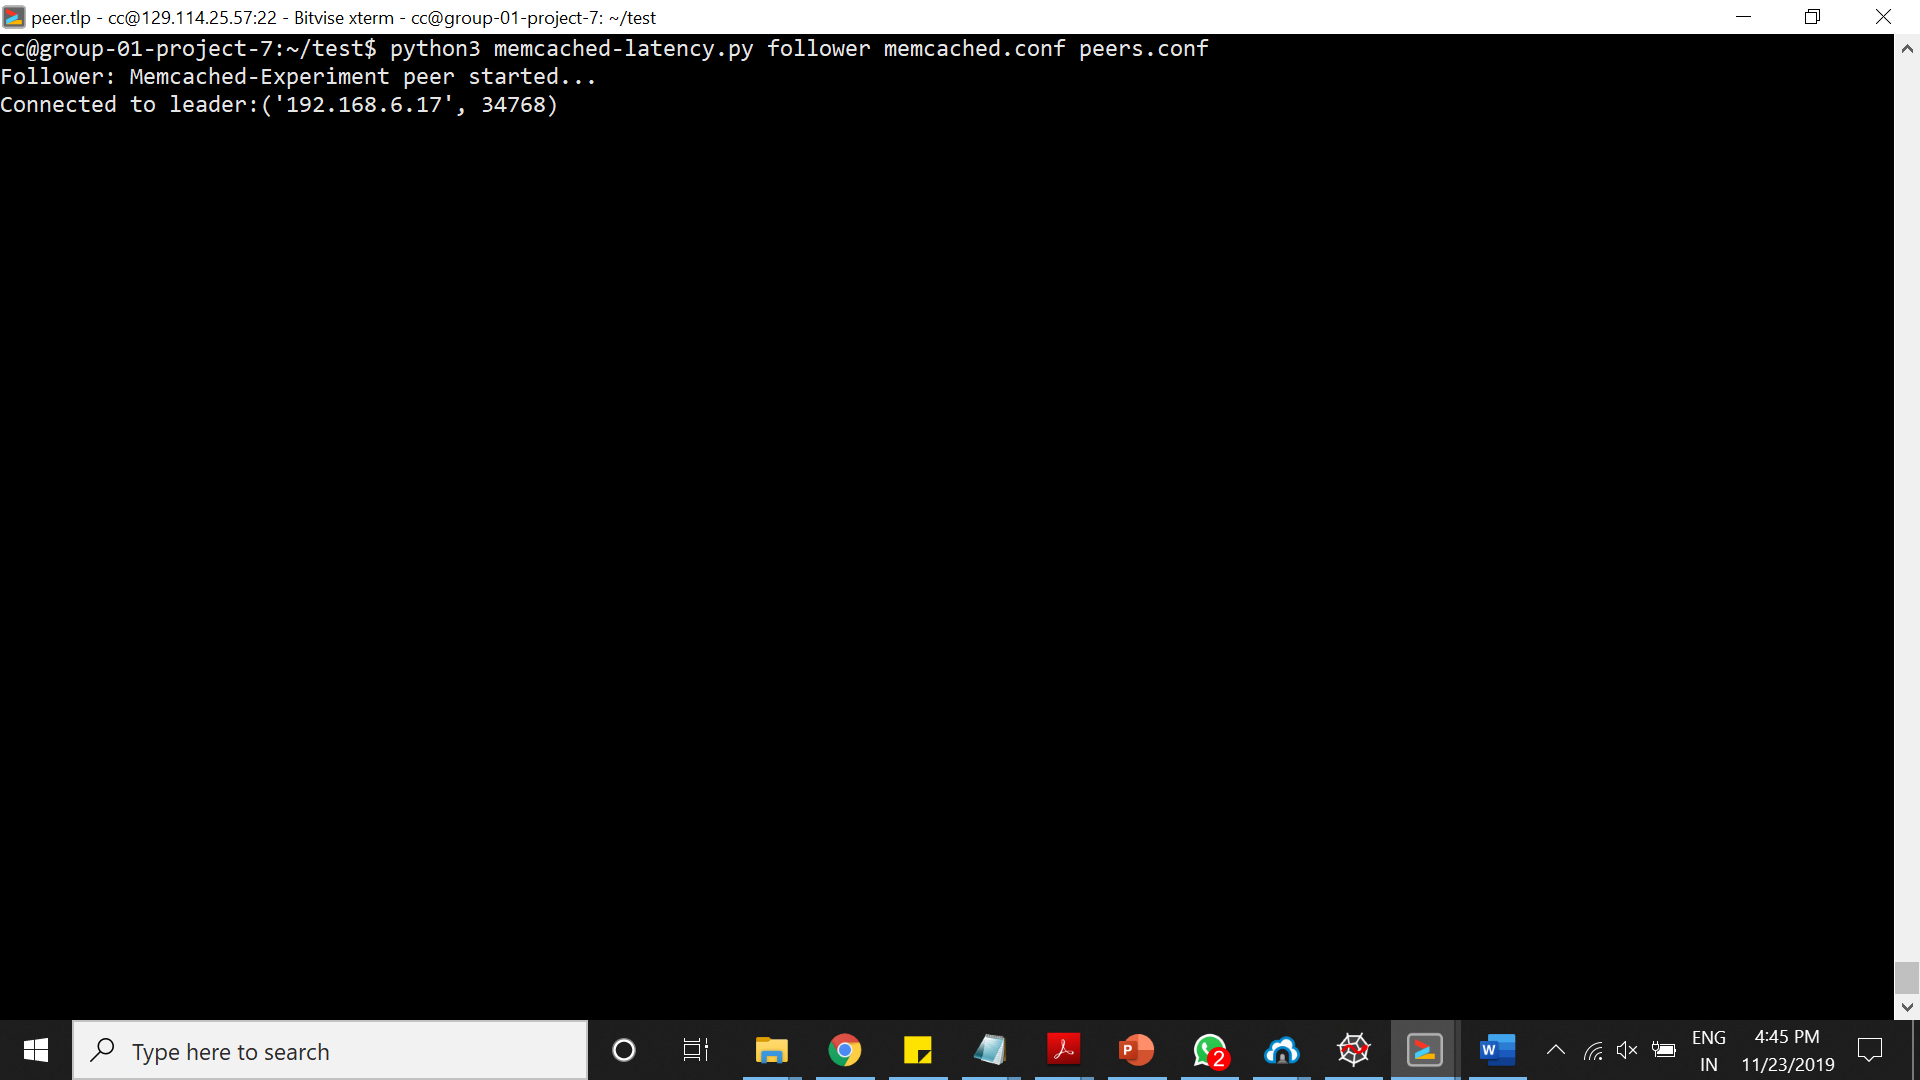 peer.tlp - cc@129.114.25.57:22 - Bitvise xterm - cc@group-01-project-7: ~/test
cc@group-01-project-7:~/test$ python3 memcached-latency.py follower memcached.conf peers.conf
Follower: Memcached-Experiment peer started...
Connected to leader:('192.168.6.17', 34768)
Type here to search
P
2
W
ENG
IN
4:45 PM
11/23/2019